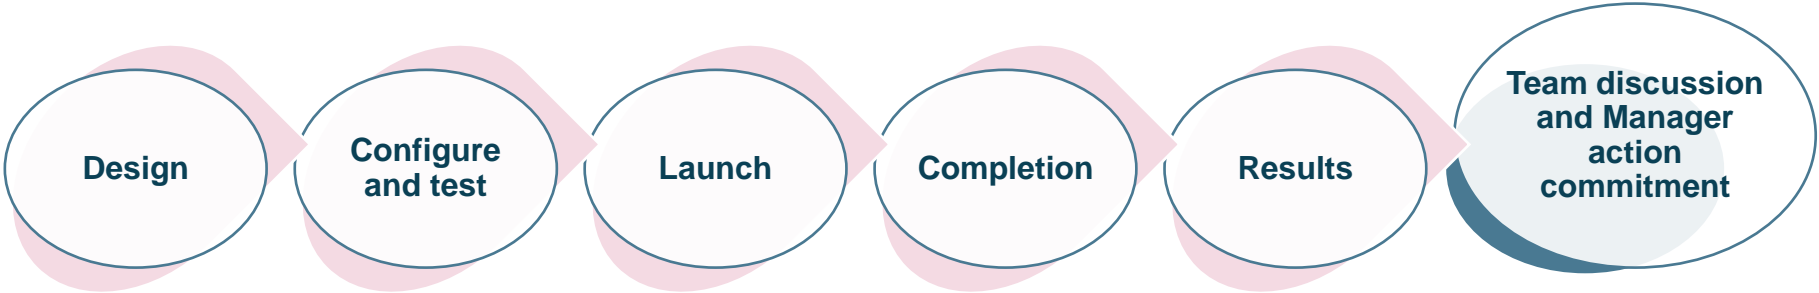 Design
Configure
and test
Launch
Completion
Results
Team discussion
and Manager
action
commitment